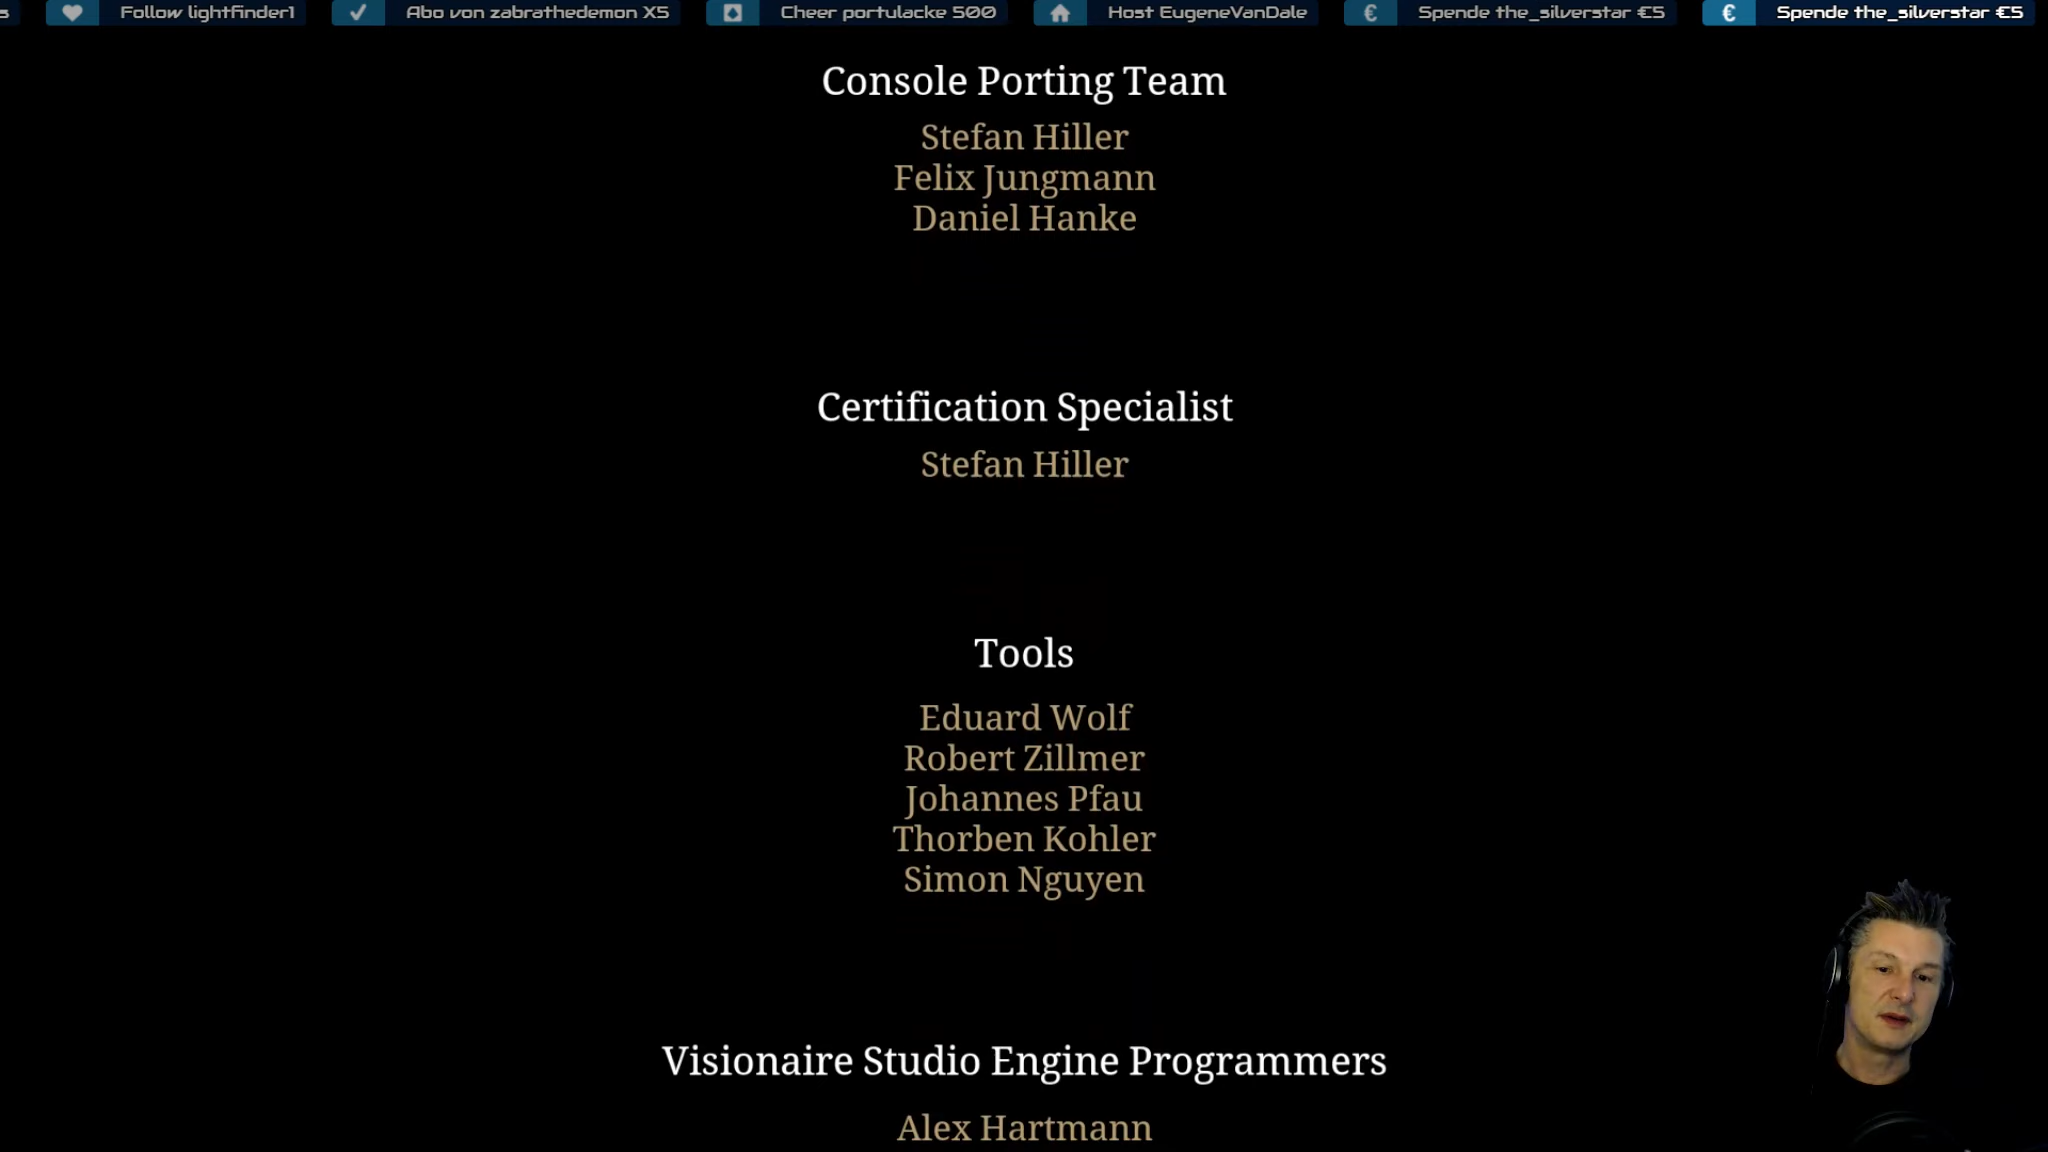 Follow lightfinder1
Abo von zabrathedemon X5
Cheer portulacke 500
Host EugeneVanDale
€ Spende the_silverstar €5
€ Spende the_silverstar €5
Console Porting Team
Stefan Hiller
Felix Jungmann
Daniel Hanke
Certification Specialist
Stefan Hiller
Tools
Eduard Wolf
Robert Zillmer
Johannes Pfau
Thorben Kohler
Simon Nguyen
Visionaire Studio Engine Programmers
Alex Hartmann